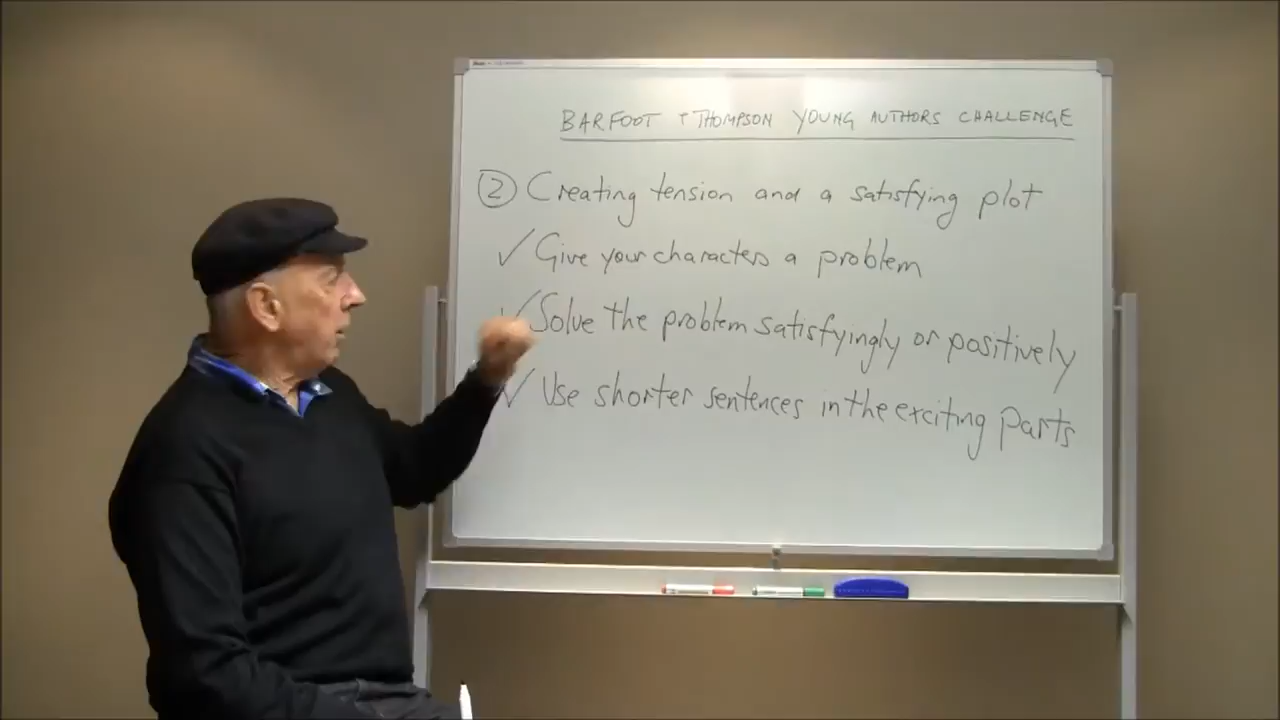 BARFOOT + THOMPSON YOUNG AUTHORS CHALLENGE
② Creating tension and a satisfying plot
✓ Give your characters a problem
✓ Solve the problem satisfyingly or positively
✓ Use shorter sentences in the exciting parts